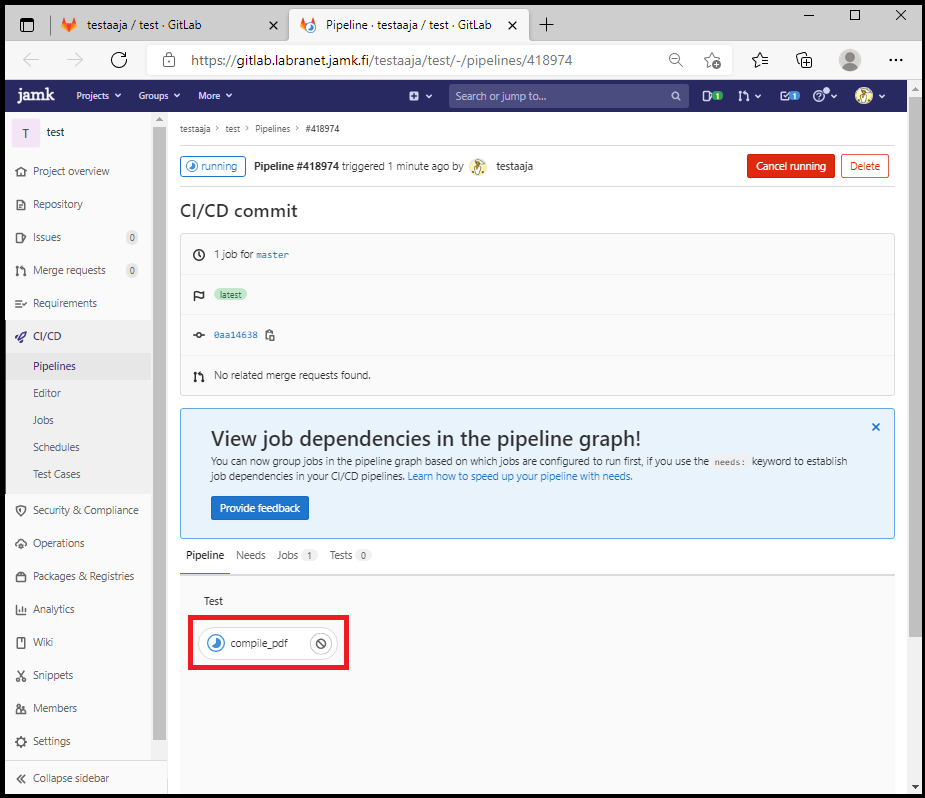 testaaja / test · GitLab
Pipeline · testaaja / test · GitLab
https://gitlab.labranet.jamk.fi/testaaja/test/-/pipelines/418974
jamk Projects Groups More Search or jump to... 1 1
T test
Project overview
Repository
Issues 0
Merge requests 0
Requirements
CI/CD
Pipelines
Editor
Jobs
Schedules
Test Cases
Security & Compliance
Operations
Packages & Registries
Analytics
Wiki
Snippets
Members
Settings
Collapse sidebar
testaaja > test > Pipelines > #418974
running Pipeline #418974 triggered 1 minute ago by testaaja Cancel running Delete
CI/CD commit
1 job for master
latest
0aa14638
No related merge requests found.
View job dependencies in the pipeline graph!
You can now group jobs in the pipeline graph based on which jobs are configured to run first, if you use the needs: keyword to establish
job dependencies in your CI/CD pipelines. Learn how to speed up your pipeline with needs.
Provide feedback
Pipeline Needs Jobs 1 Tests 0
Test
compile_pdf